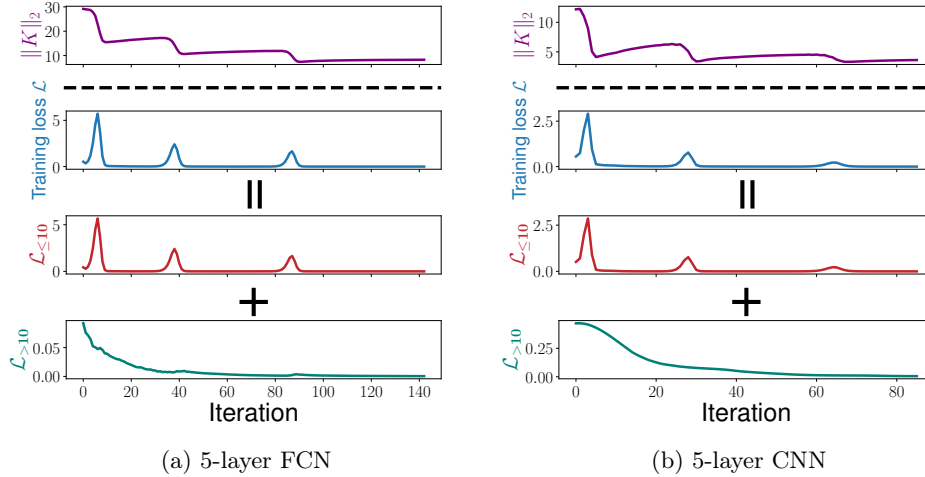 ‖K‖₂
30
20
10
Training loss ℒ
5
0
ℒ≤10
5
0
ℒ>10
0.05
0.00
0 20 40 60 80 100 120 140
Iteration
(a) 5-layer FCN
‖K‖₂
10
5
Training loss ℒ
2.5
0.0
ℒ≤10
2.5
0.0
ℒ>10
0.25
0.00
0 20 40 60 80
Iteration
(b) 5-layer CNN